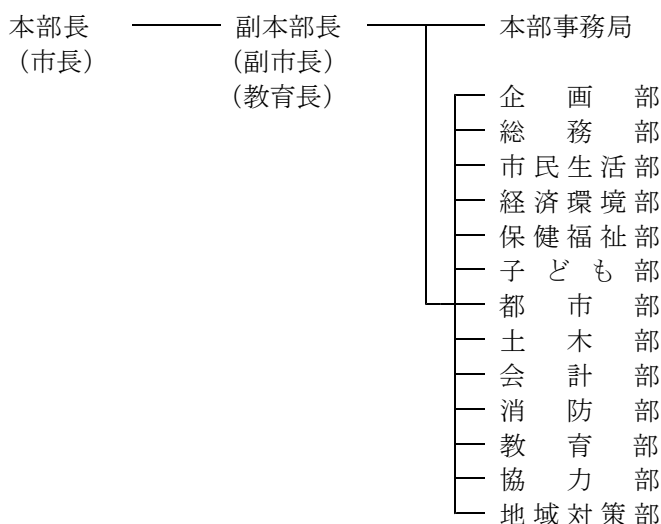 本部長 副本部長 本部事務局
（市長） （副市長）
（教育長） 企画部
総務部
市民生活部
経済環境部
保健福祉部
子ども部
都市部
土木部
会計部
消防部
教育部
協力部
地域対策部